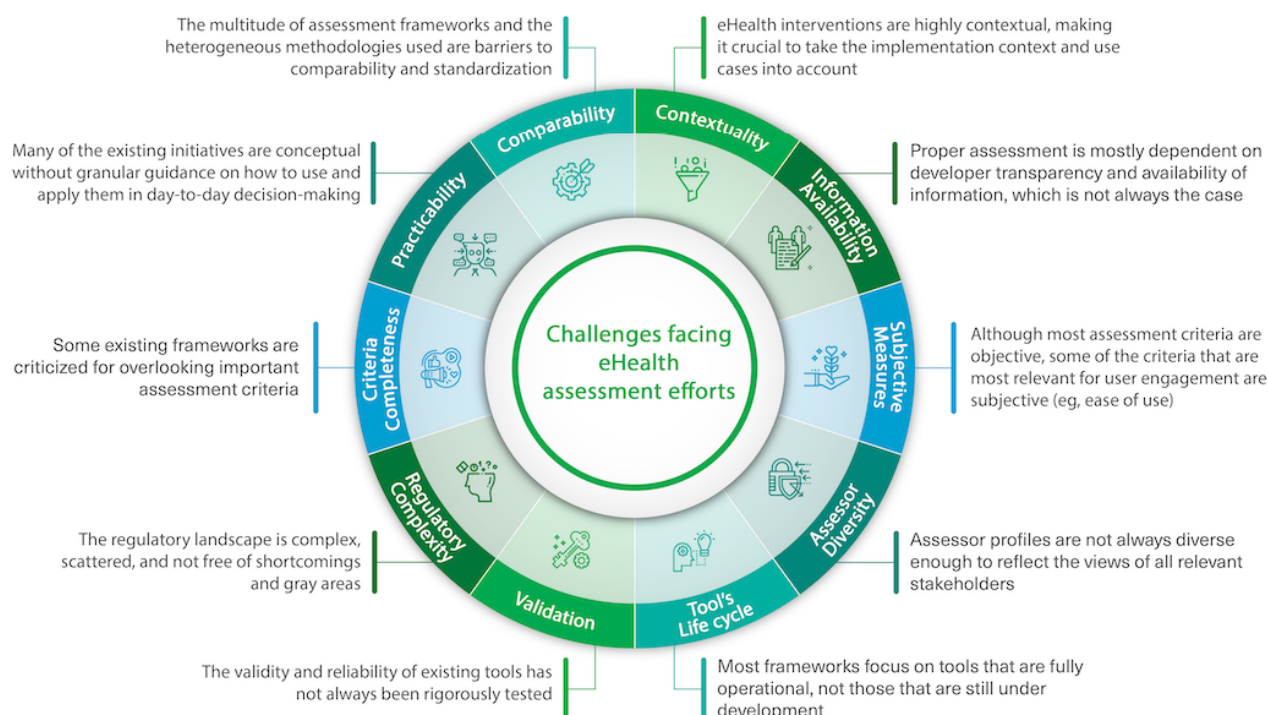 Challenges facing
eHealth
assessment efforts
Contextuality
eHealth interventions are highly contextual, making
it crucial to take the implementation context and use
cases into account
Information
Availability
Proper assessment is mostly dependent on
developer transparency and availability of
information, which is not always the case
Subjective
Measures
Although most assessment criteria are
objective, some of the criteria that are
most relevant for user engagement are
subjective (eg, ease of use)
Assessor
Diversity
Assessor profiles are not always diverse
enough to reflect the views of all relevant
stakeholders
Tool's
Life cycle
Most frameworks focus on tools that are fully
operational, not those that are still under
development
Validation
The validity and reliability of existing tools has
not always been rigorously tested
Regulatory
Complexity
The regulatory landscape is complex,
scattered, and not free of shortcomings
and gray areas
Criteria
Completeness
Some existing frameworks are
criticized for overlooking important
assessment criteria
Practicability
Many of the existing initiatives are conceptual
without granular guidance on how to use and
apply them in day-to-day decision-making
Comparability
The multitude of assessment frameworks and the
heterogeneous methodologies used are barriers to
comparability and standardization